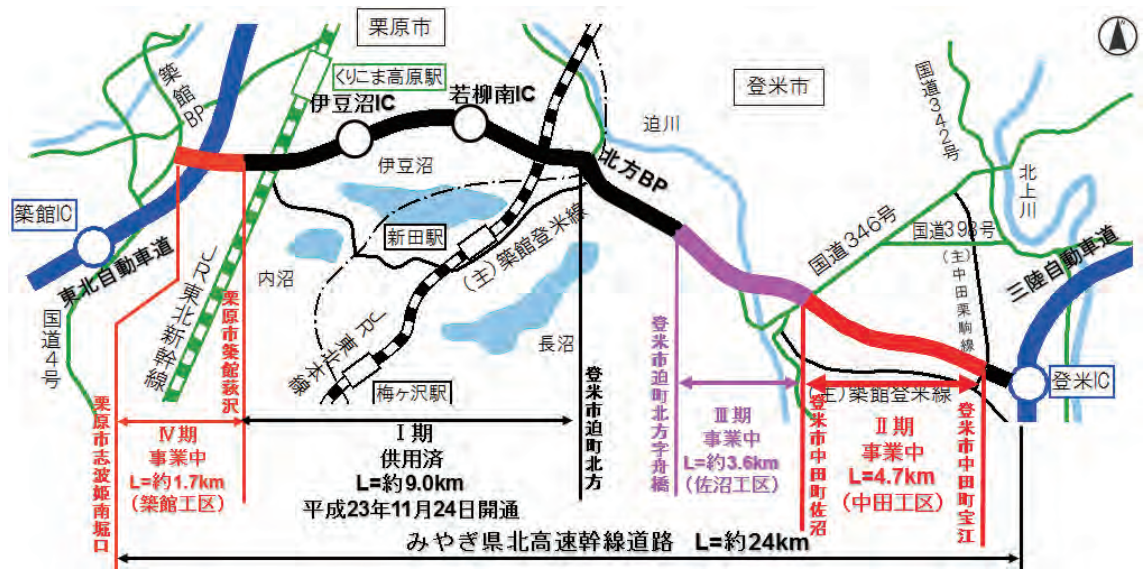 栗原市
築館BP
くりこま高原駅
伊豆沼IC
若柳南IC
登米市
国道342号
迫川
北上川
伊豆沼
北方BP
築館IC
東北自動車道
新田駅
(主)築館登米線
国道346号
国道398号
(主)中田栗駒線
三陸自動車道
内沼
JR東北新幹線
国道4号
JR東北本線
長沼
梅ヶ沢駅
登米IC
(主)築館登米線
栗原市志波姫南堀口
栗原市築館萩沢
登米市迫町北方
登米市迫町北方字舟橋
登米市中田町佐沼
登米市中田町宝江
Ⅳ期
事業中
L=約1.7km
(築館工区)
Ⅰ期
供用済
L=約9.0km
平成23年11月24日開通
Ⅲ期
事業中
L=約3.6km
(佐沼工区)
Ⅱ期
事業中
L=4.7km
(中田工区)
みやぎ県北高速幹線道路 L=約24km